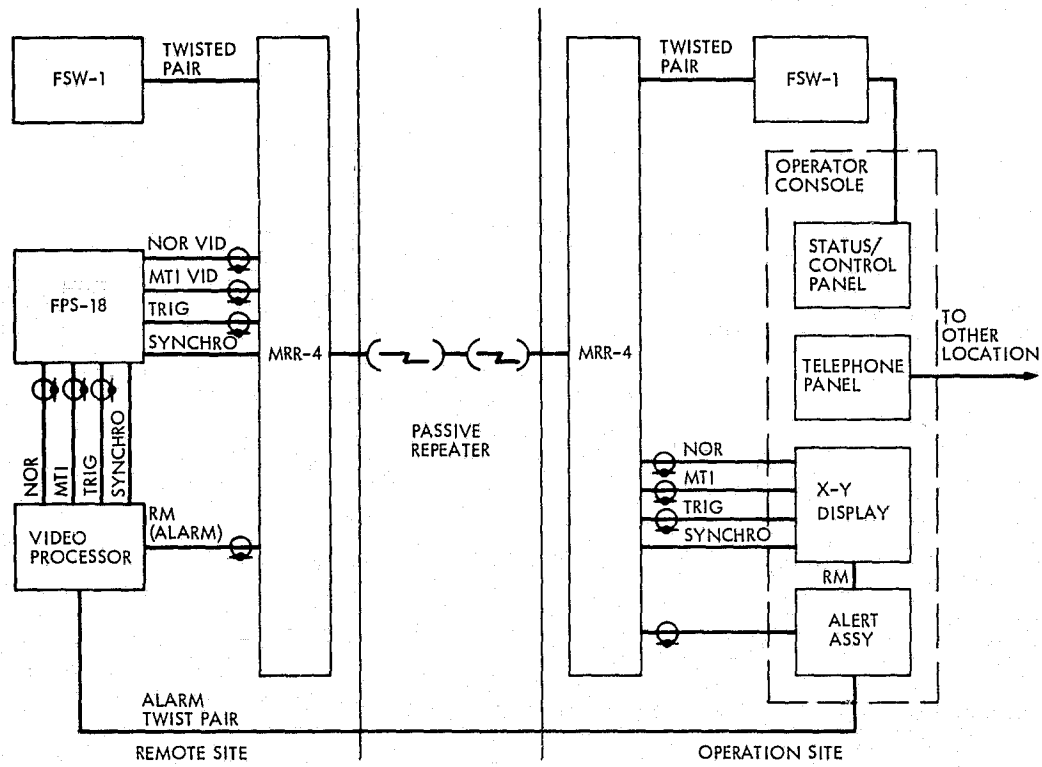 FSW-1
TWISTED
PAIR
TWISTED
PAIR
FSW-1
OPERATOR
CONSOLE
STATUS/
CONTROL
PANEL
NOR VID
MTI VID
TRIG
SYNCHRO
FPS-18
MRR-4
MRR-4
TO
OTHER
LOCATION
TELEPHONE
PANEL
PASSIVE
REPEATER
NOR
MTI
TRIG
SYNCHRO
NOR
MTI
TRIG
SYNCHRO
X-Y
DISPLAY
VIDEO
PROCESSOR
RM
(ALARM)
RM
ALERT
ASSY
ALARM
TWIST PAIR
REMOTE SITE
OPERATION SITE